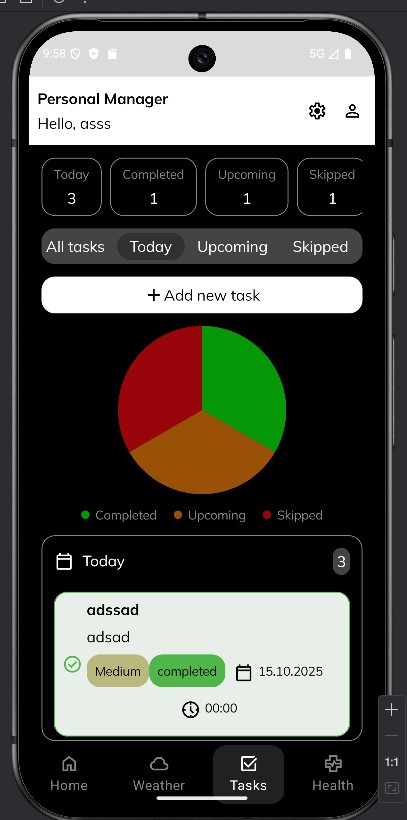 9:58 5G
Personal Manager
Hello, asss
Today Completed Upcoming Skipped
3 1 1 1
All tasks Today Upcoming Skipped
+ Add new task
Completed Upcoming Skipped
Today 3
adssad
adsad
Medium completed 15.10.2025
00:00
Home Weather Tasks Health
1:1